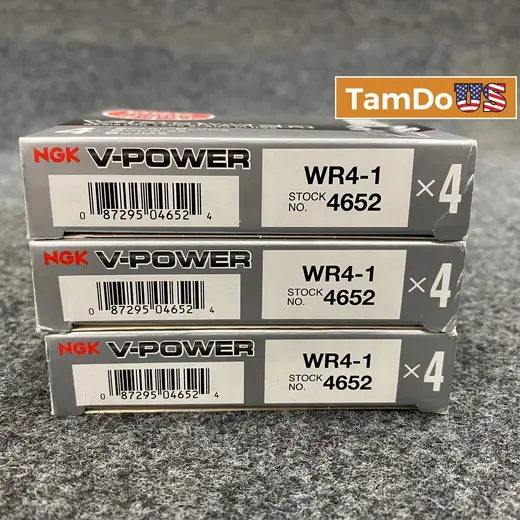 TamDoUS
NGK V-POWER
WR4-1
STOCK NO. 4652
×4
0 87295 04652 4
NGK V-POWER
WR4-1
STOCK NO. 4652
×4
0 87295 04652 4
NGK V-POWER
WR4-1
STOCK NO. 4652
×4
0 87295 04652 4